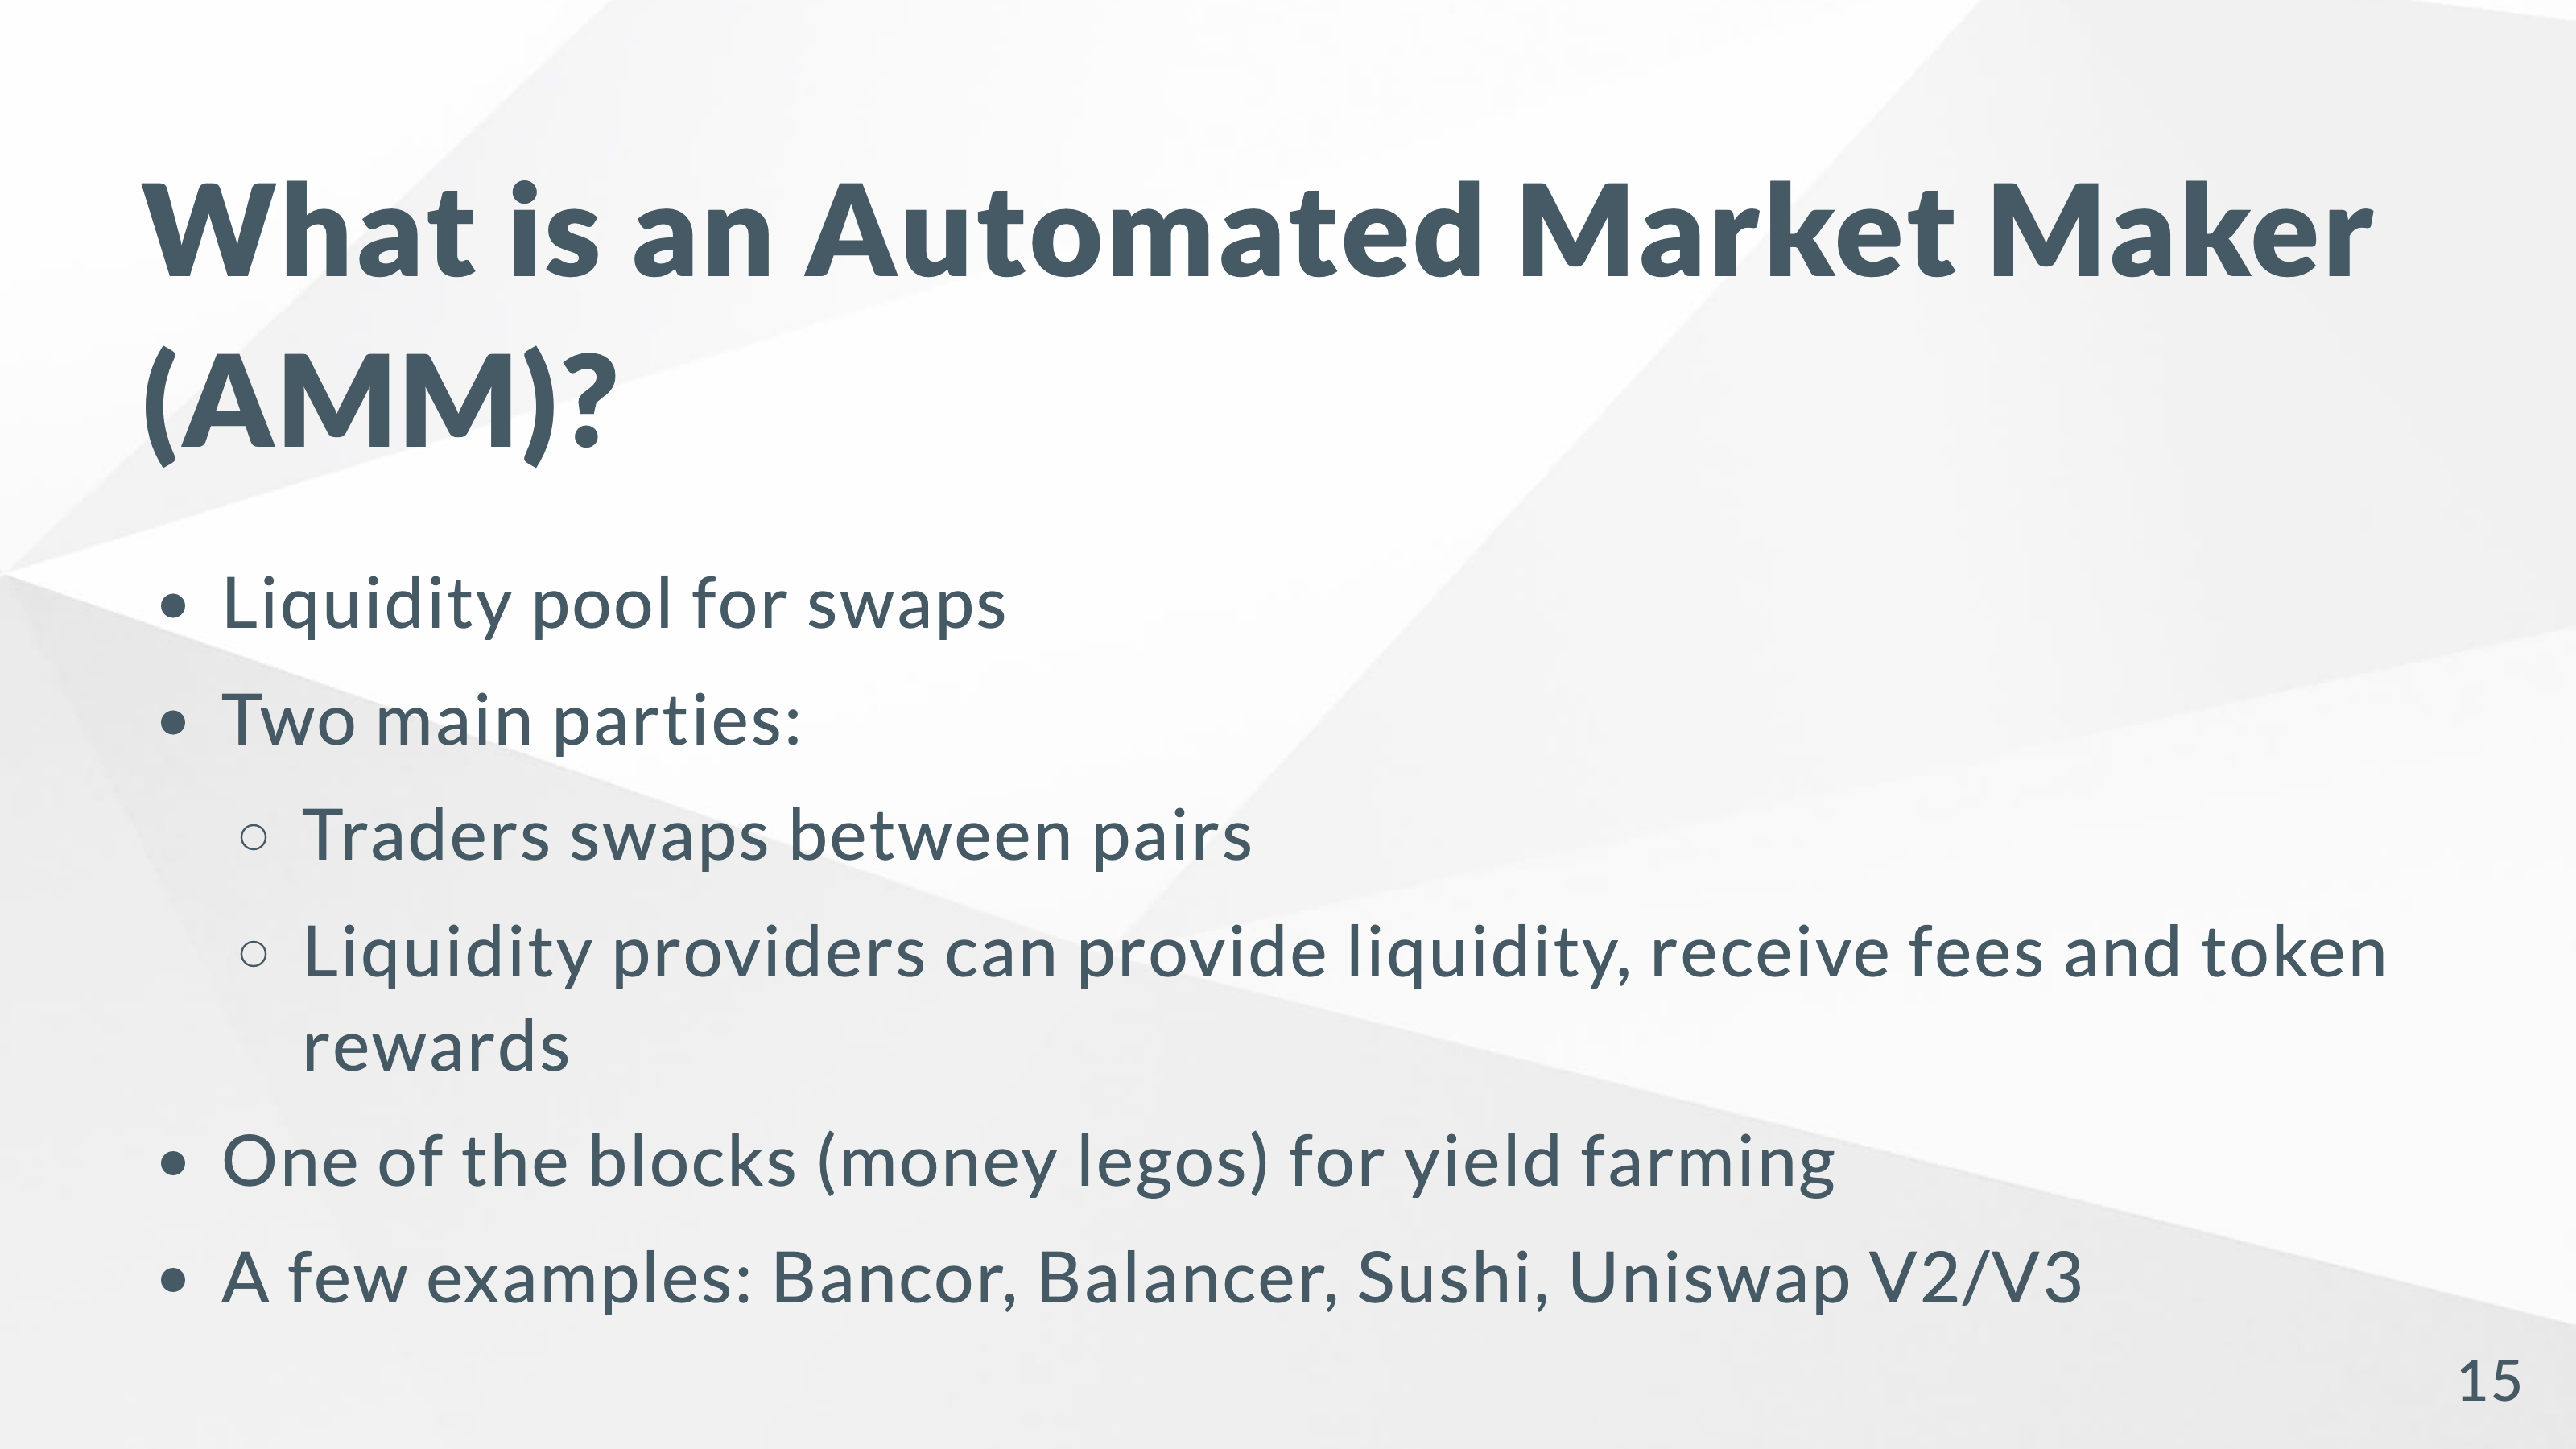 What is an Automated Market Maker
(AMM)?
• Liquidity pool for swaps
• Two main parties:
○ Traders swaps between pairs
○ Liquidity providers can provide liquidity, receive fees and token
rewards
• One of the blocks (money legos) for yield farming
• A few examples: Bancor, Balancer, Sushi, Uniswap V2/V3
15